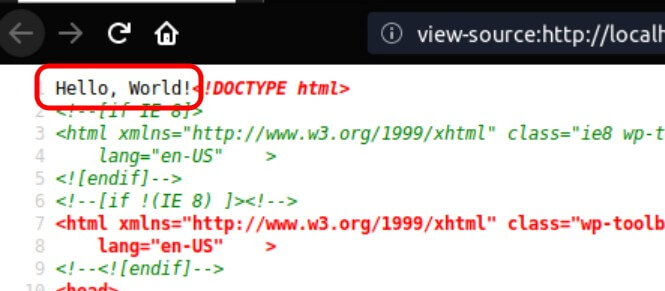 view-source:http://localh
1 Hello, World!<!DOCTYPE html>
2 <!--[if IE 8]>
3 <html xmlns="http://www.w3.org/1999/xhtml" class="ie8 wp-t
4 lang="en-US" >
5 <![endif]-->
6 <!--[if !(IE 8) ]><!-->
7 <html xmlns="http://www.w3.org/1999/xhtml" class="wp-toolb
8 lang="en-US" >
9 <!--<![endif]-->
10 <head>